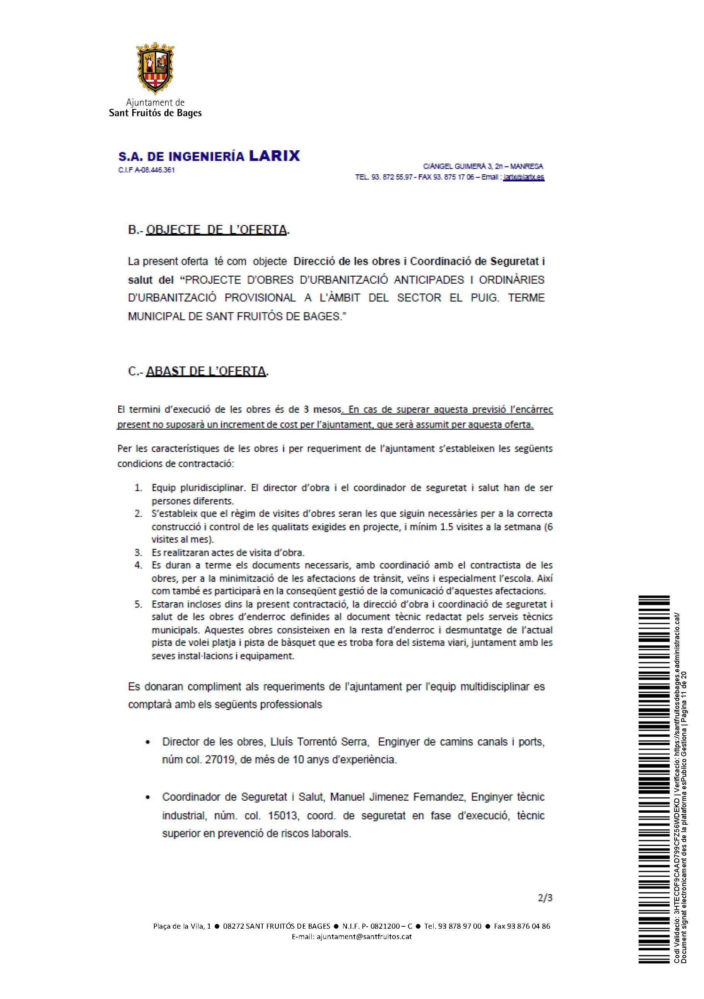 Ajuntament de
Sant Fruitós de Bages
S.A. DE INGENIERÍA LARIX
C.I.F A-08.446.361
C/ÀNGEL GUIMERÀ 3, 2n – MANRESA
TEL. 93. 872 55.97 - FAX 93. 875 17 06 – Email : larix@larix.es
B.- OBJECTE DE L'OFERTA.
La present oferta té com objecte Direcció de les obres i Coordinació de Seguretat i
salut del “PROJECTE D'OBRES D'URBANITZACIÓ ANTICIPADES I ORDINÀRIES
D'URBANITZACIÓ PROVISIONAL A L'ÀMBIT DEL SECTOR EL PUIG. TERME
MUNICIPAL DE SANT FRUITÓS DE BAGES.”
C.- ABAST DE L'OFERTA.
El termini d'execució de les obres és de 3 mesos. En cas de superar aquesta previsió l'encàrrec
present no suposarà un increment de cost per l'ajuntament, que serà assumit per aquesta oferta.
Per les característiques de les obres i per requeriment de l'ajuntament s'estableixen les següents
condicions de contractació:
1. Equip pluridisciplinar. El director d'obra i el coordinador de seguretat i salut han de ser
persones diferents.
2. S'estableix que el règim de visites d'obres seran les que siguin necessàries per a la correcta
construcció i control de les qualitats exigides en projecte, i mínim 1.5 visites a la setmana (6
visites al mes).
3. Es realitzaran actes de visita d'obra.
4. Es duran a terme els documents necessaris, amb coordinació amb el contractista de les
obres, per a la minimització de les afectacions de trànsit, veïns i especialment l'escola. Així
com també es participarà en la conseqüent gestió de la comunicació d'aquestes afectacions.
5. Estaran incloses dins la present contractació, la direcció d'obra i coordinació de seguretat i
salut de les obres d'enderroc definides al document tècnic redactat pels serveis tècnics
municipals. Aquestes obres consisteixen en la resta d'enderroc i desmuntatge de l'actual
pista de volei platja i pista de bàsquet que es troba fora del sistema viari, juntament amb les
seves instal·lacions i equipament.
Es donaran compliment als requeriments de l'ajuntament per l'equip multidisciplinar es
comptarà amb els següents professionals
• Director de les obres, Lluís Torrentó Serra, Enginyer de camins canals i ports,
núm col. 27019, de més de 10 anys d'experiència.
• Coordinador de Seguretat i Salut, Manuel Jimenez Fernandez, Enginyer tècnic
industrial, núm. col. 15013, coord. de seguretat en fase d'execució, tècnic
superior en prevenció de riscos laborals.
2/3
Plaça de la Vila, 1 ● 08272 SANT FRUITÓS DE BAGES ● N.I.F. P- 0821200 – C ● Tel. 93 878 97 00 ● Fax 93 876 04 86
E-mail: ajuntament@santfruitos.cat
Codi Validació: 3HTECDF9CAAD799CFZ56WDEKD | Verificació: https://santfruitosdebages.eadministracio.cat/
Document signat electrònicament des de la plataforma esPublico Gestiona | Pàgina 11 de 20